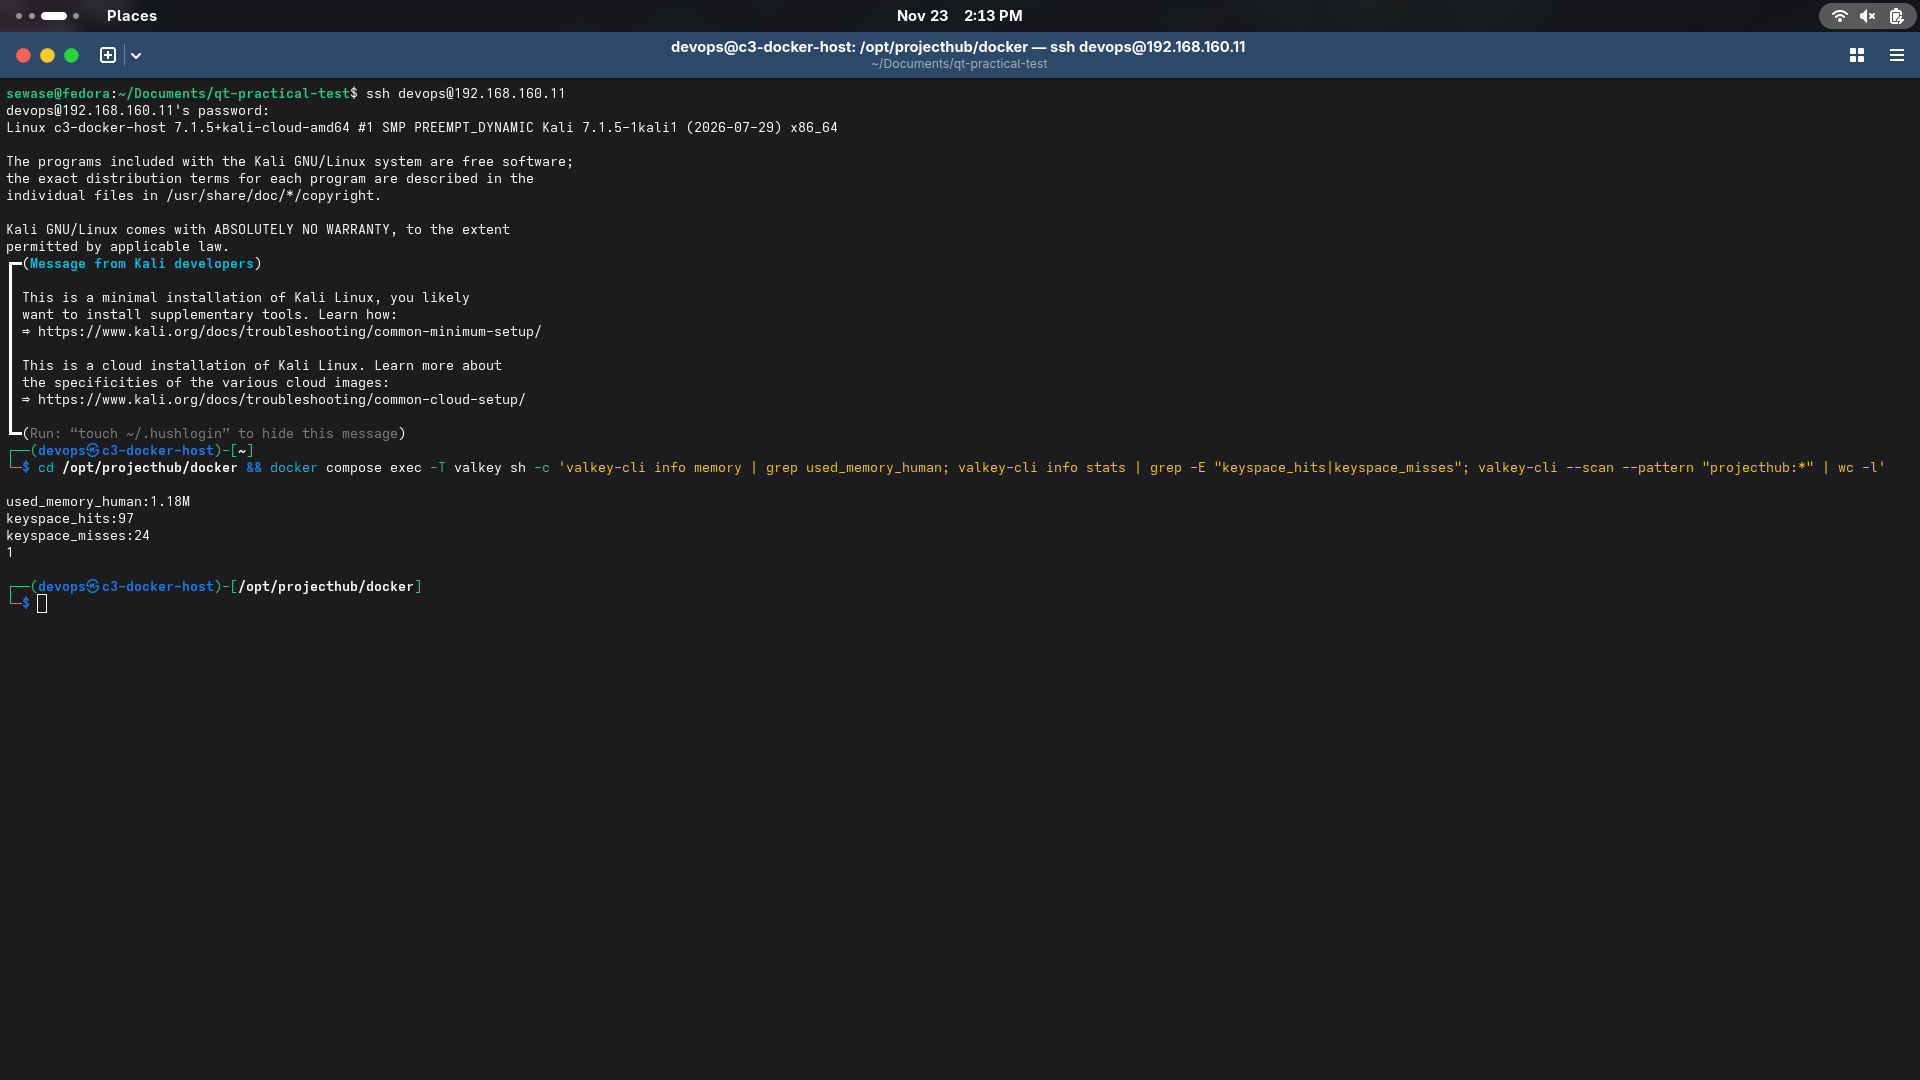 Places
Nov 23 2:13 PM
devops@c3-docker-host: /opt/projecthub/docker — ssh devops@192.168.160.11
~/Documents/qt-practical-test
sewase@fedora:~/Documents/qt-practical-test$ ssh devops@192.168.160.11
devops@192.168.160.11's password:
Linux c3-docker-host 7.1.5+kali-cloud-amd64 #1 SMP PREEMPT_DYNAMIC Kali 7.1.5-1kali1 (2026-07-29) x86_64
The programs included with the Kali GNU/Linux system are free software;
the exact distribution terms for each program are described in the
individual files in /usr/share/doc/*/copyright.
Kali GNU/Linux comes with ABSOLUTELY NO WARRANTY, to the extent
permitted by applicable law.
┏━(Message from Kali developers)
┃ This is a minimal installation of Kali Linux, you likely
┃ want to install supplementary tools. Learn how:
┃ ⇒ https://www.kali.org/docs/troubleshooting/common-minimum-setup/
┃ This is a cloud installation of Kali Linux. Learn more about
┃ the specificities of the various cloud images:
┃ ⇒ https://www.kali.org/docs/troubleshooting/common-cloud-setup/
┗━(Run: “touch ~/.hushlogin” to hide this message)
┌──(devops㉿c3-docker-host)-[~]
└─$ cd /opt/projecthub/docker && docker compose exec -T valkey sh -c 'valkey-cli info memory | grep used_memory_human; valkey-cli info stats | grep -E "keyspace_hits|keyspace_misses"; valkey-cli --scan --pattern "projecthub:*" | wc -l'
used_memory_human:1.18M
keyspace_hits:97
keyspace_misses:24
1
┌──(devops㉿c3-docker-host)-[/opt/projecthub/docker]
└─$